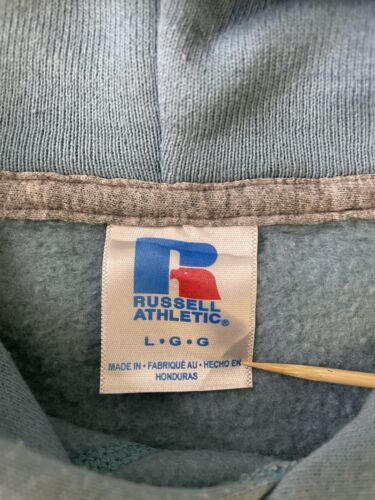 RUSSELL
ATHLETIC®
L • G • G
MADE IN • FABRIQUÉ AU • HECHO EN
HONDURAS